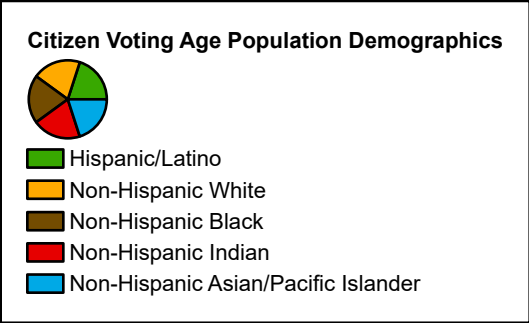 Citizen Voting Age Population Demographics
Hispanic/Latino
Non-Hispanic White
Non-Hispanic Black
Non-Hispanic Indian
Non-Hispanic Asian/Pacific Islander